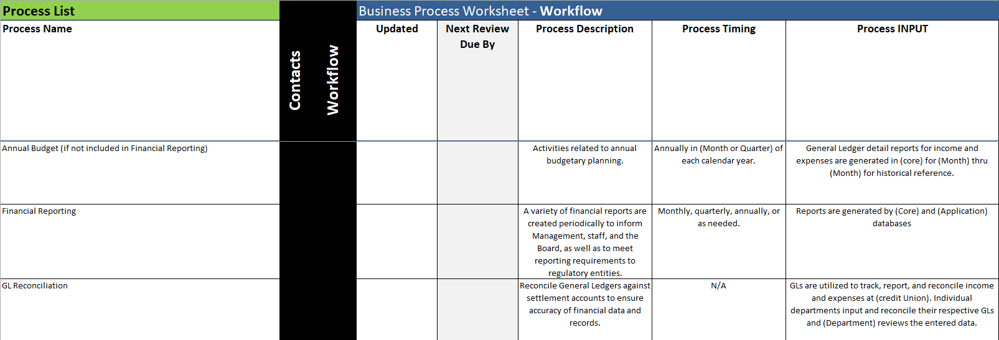 Process List
Business Process Worksheet - Workflow
Process Name
Contacts
Workflow
Updated
Next Review
Due By
Process Description
Process Timing
Process INPUT
Annual Budget (if not included in Financial Reporting)
Activities related to annual
budgetary planning.
Annually in (Month or Quarter) of
each calendar year.
General Ledger detail reports for income and
expenses are generated in (core) for (Month) thru
(Month) for historical reference.
Financial Reporting
A variety of financial reports are
created periodically to inform
Management, staff, and the
Board, as well as to meet
reporting requirements to
regulatory entities.
Monthly, quarterly, annually, or
as needed.
Reports are generated by (Core) and (Application)
databases
GL Reconciliation
Reconcile General Ledgers against
settlement accounts to ensure
accuracy of financial data and
records.
N/A
GLs are utilized to track, report, and reconcile income
and expenses at (credit Union). Individual
departments input and reconcile their respective GLs
and (Department) reviews the entered data.